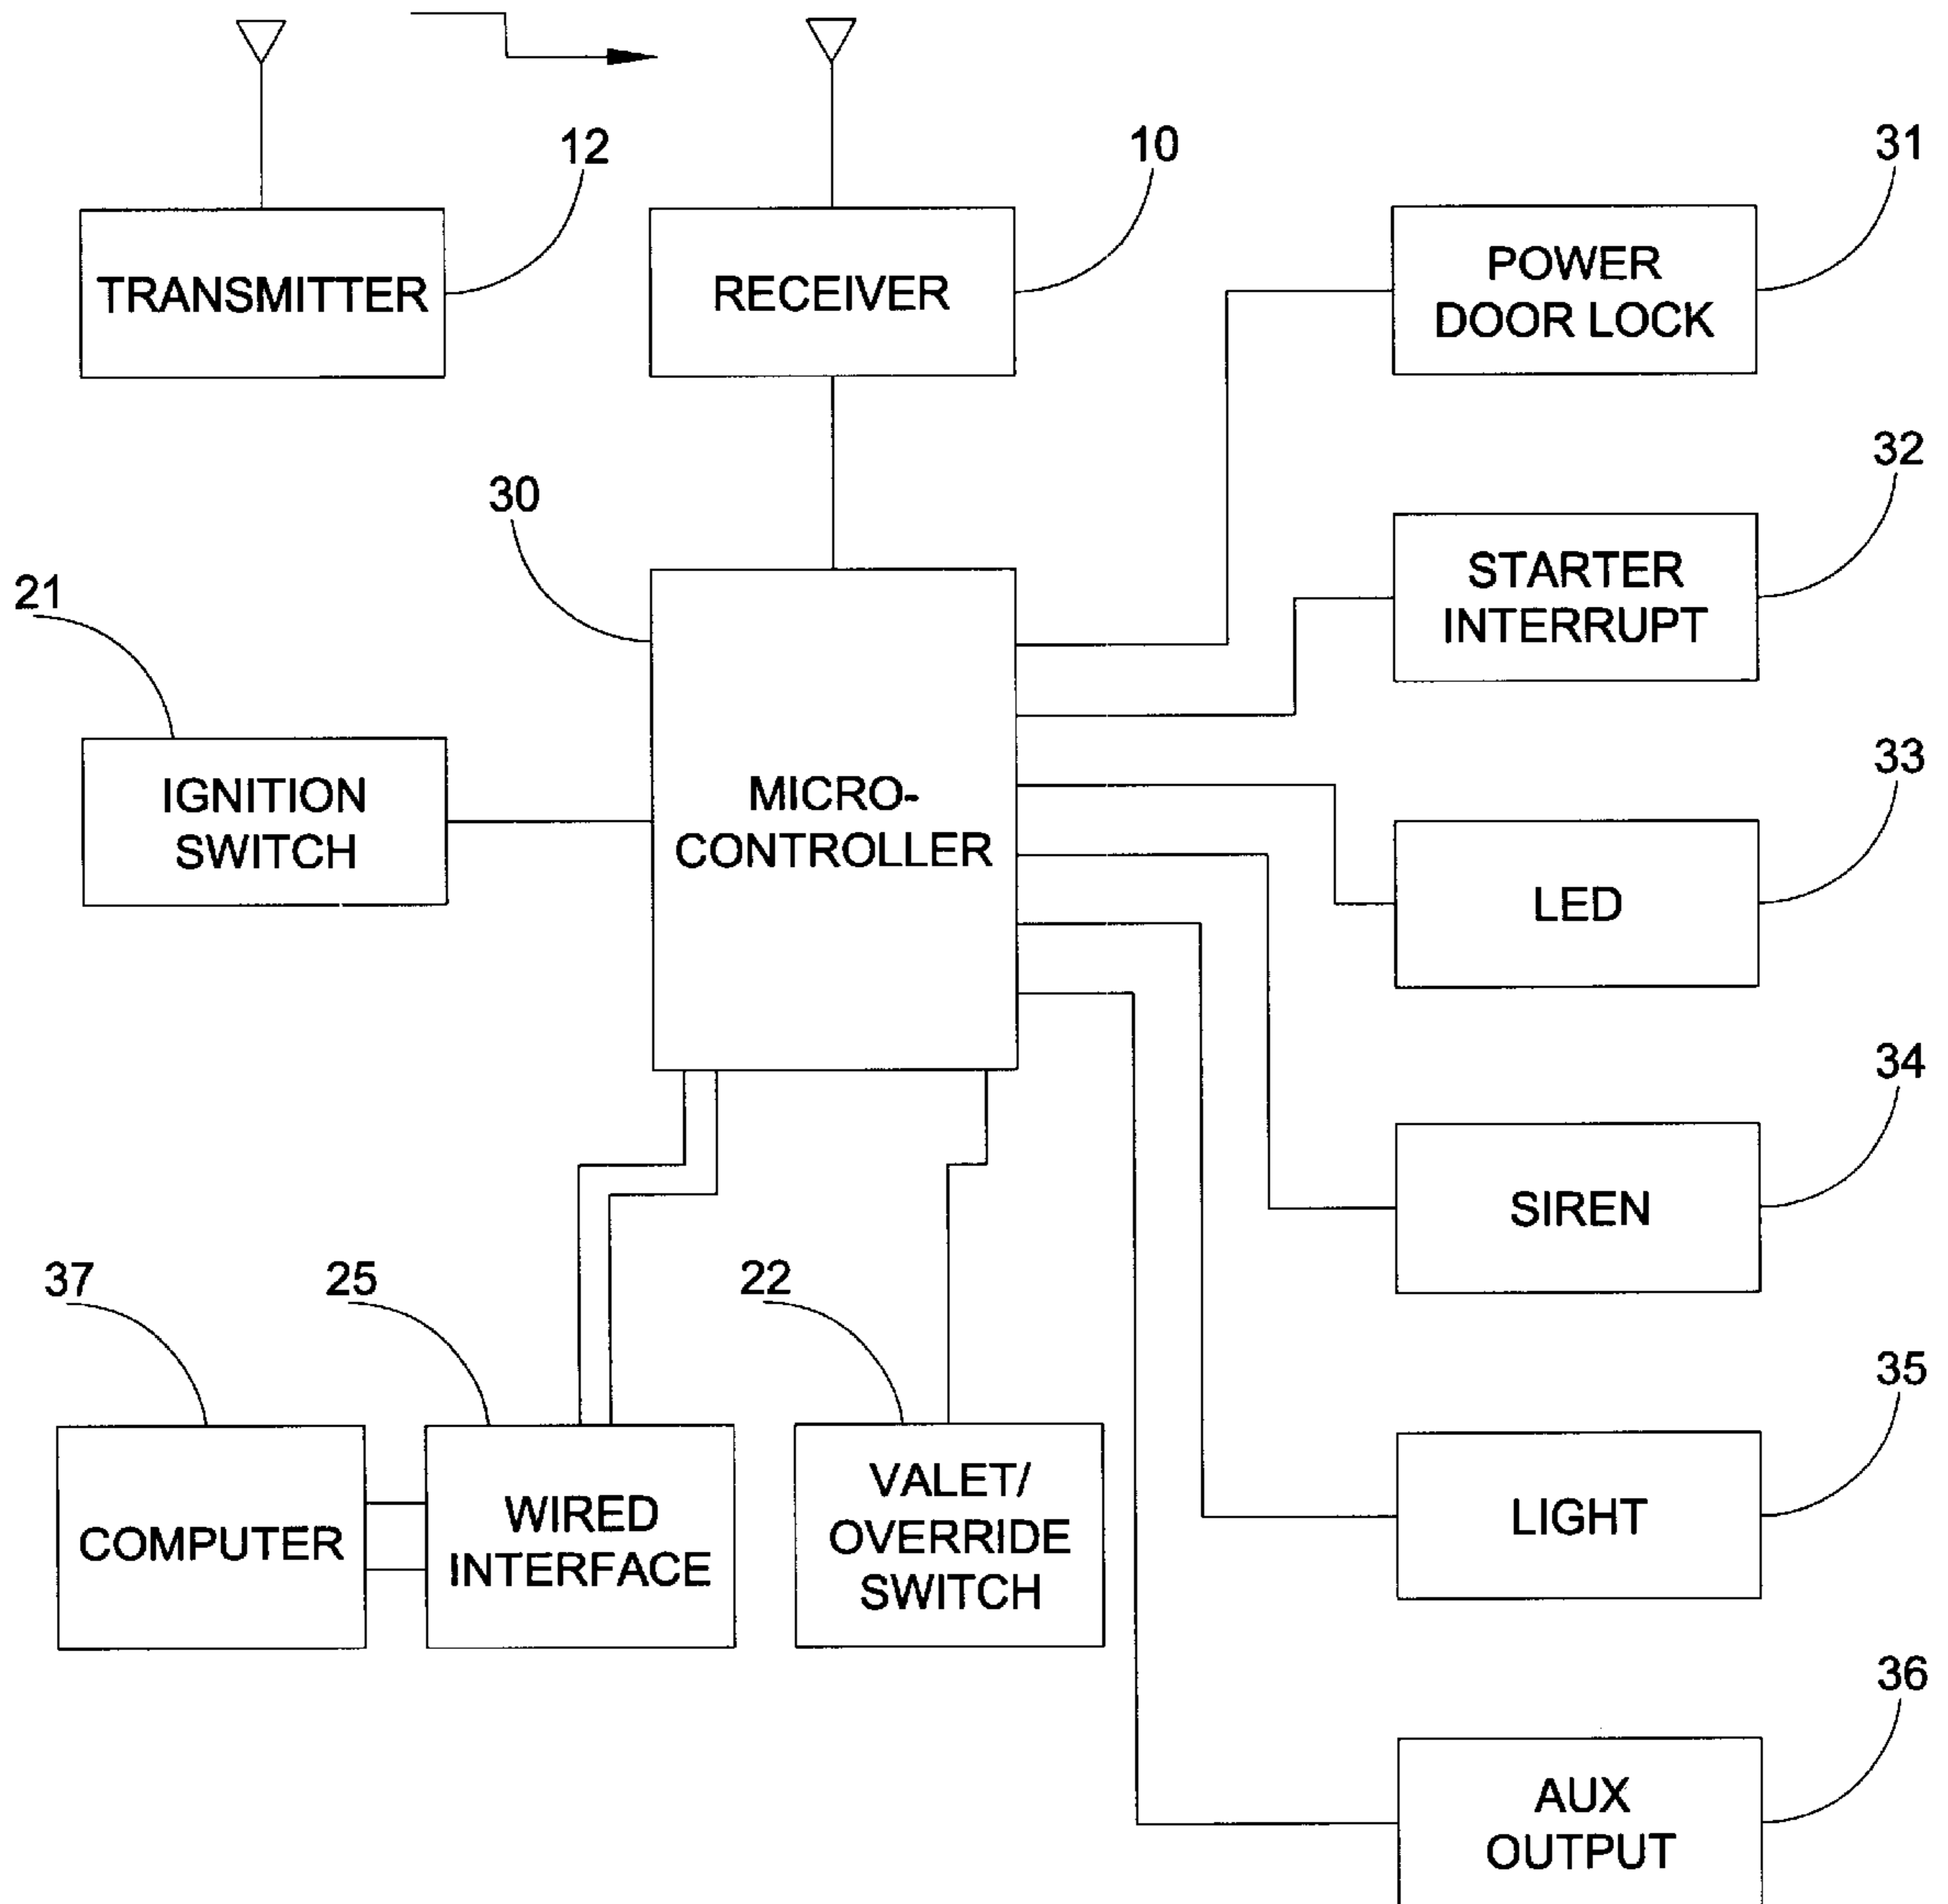 12
10
31
TRANSMITTER
RECEIVER
POWER
DOOR LOCK
32
30
STARTER
INTERRUPT
21
33
IGNITION
SWITCH
MICRO-
CONTROLLER
LED
34
SIREN
37
25
22
35
COMPUTER
WIRED
INTERFACE
VALET/
OVERRIDE
SWITCH
LIGHT
36
AUX
OUTPUT